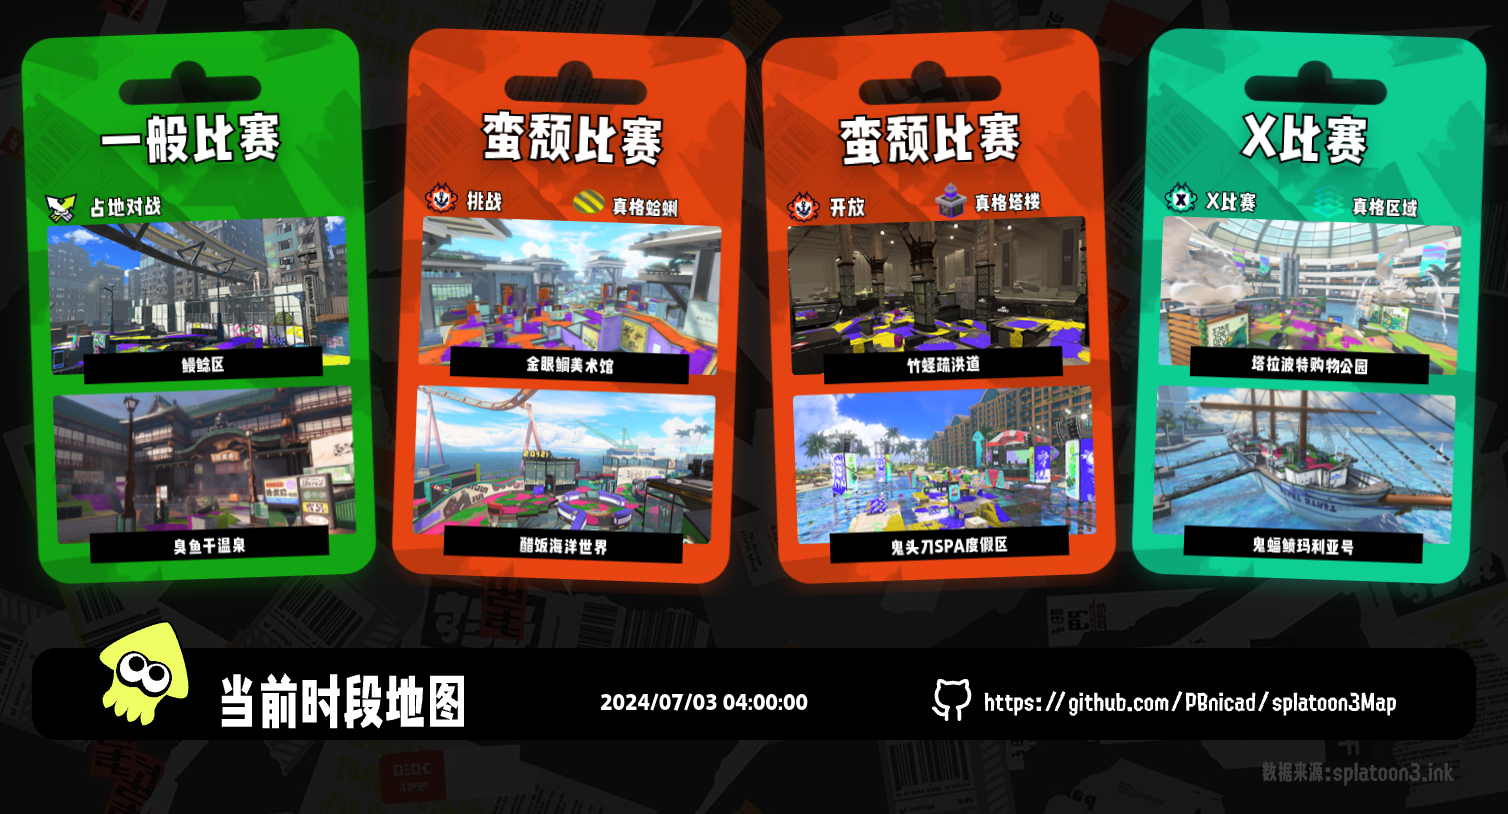 一般比赛
占地对战
鳗鲶区
臭鱼干温泉
蛮颓比赛
挑战
真格蛤蜊
金眼鲷美术馆
醋饭海洋世界
蛮颓比赛
开放
真格塔楼
竹蛏疏洪道
鬼头刀SPA度假区
X比赛
X比赛
真格区域
塔拉波特购物公园
鬼蝠鲼玛利亚号
当前时段地图
2024/07/03 04:00:00
https://github.com/PBnicad/splatoon3Map
数据来源:splatoon3.ink